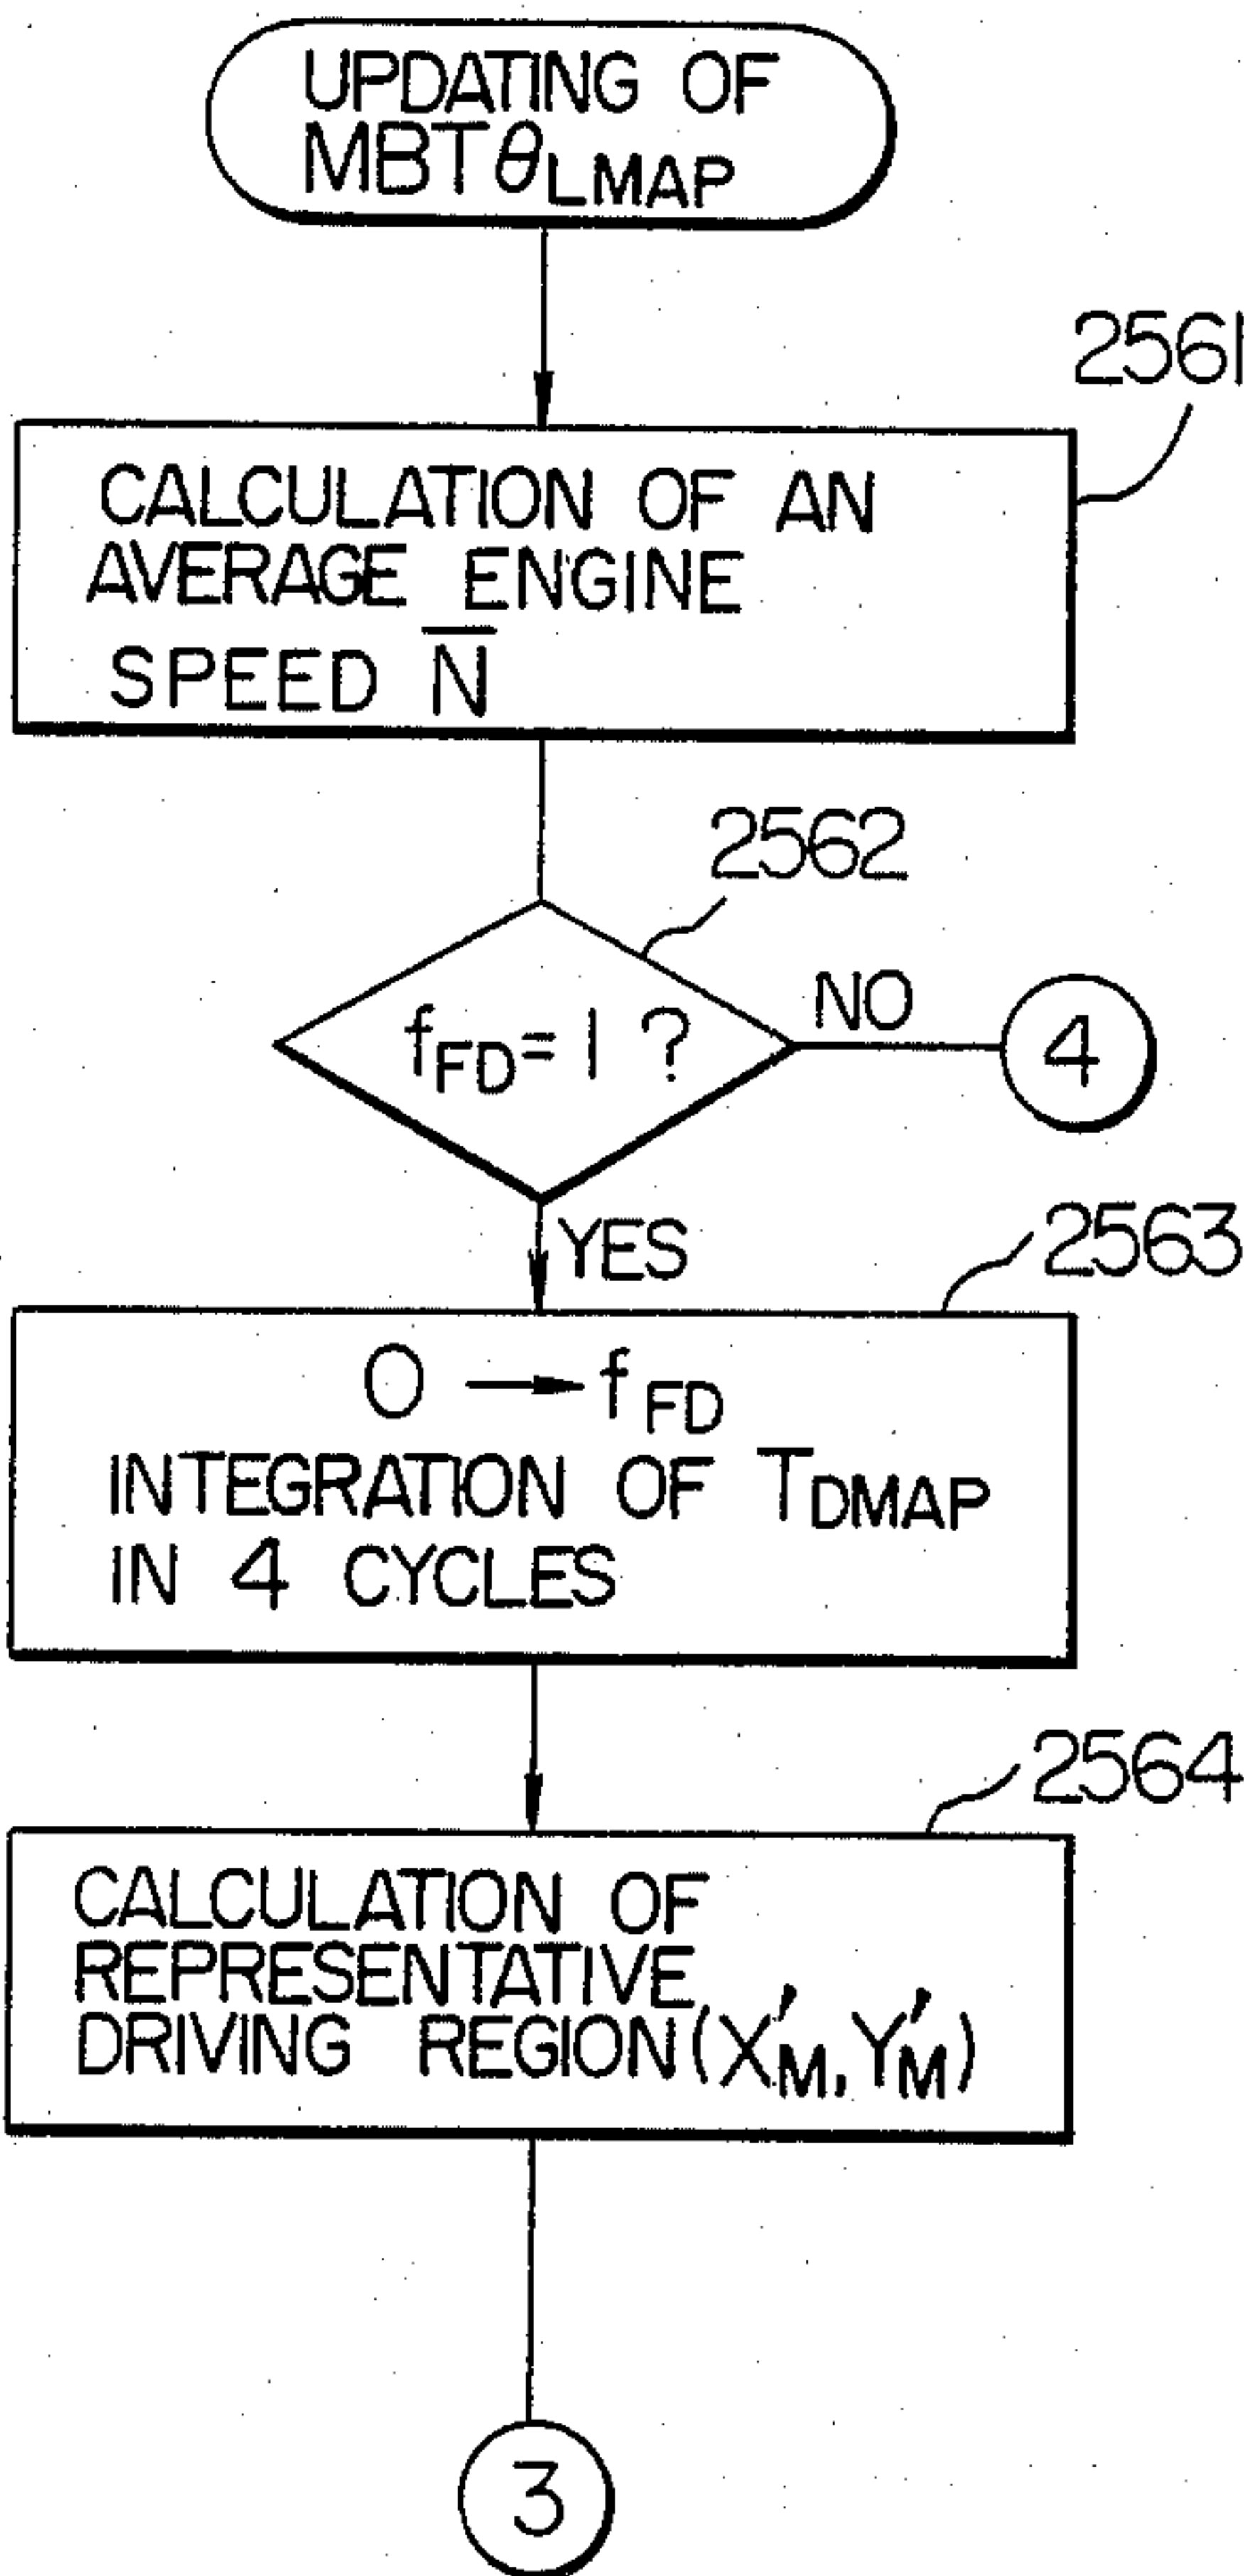 UPDATING OF
MBTθLMAP
2561
CALCULATION OF AN
AVERAGE ENGINE
SPEED N̅
2562
fFD=1 ?
NO
4
YES
2563
0 → fFD
INTEGRATION OF TDMAP
IN 4 CYCLES
2564
CALCULATION OF
REPRESENTATIVE
DRIVING REGION(X'M,Y'M)
3